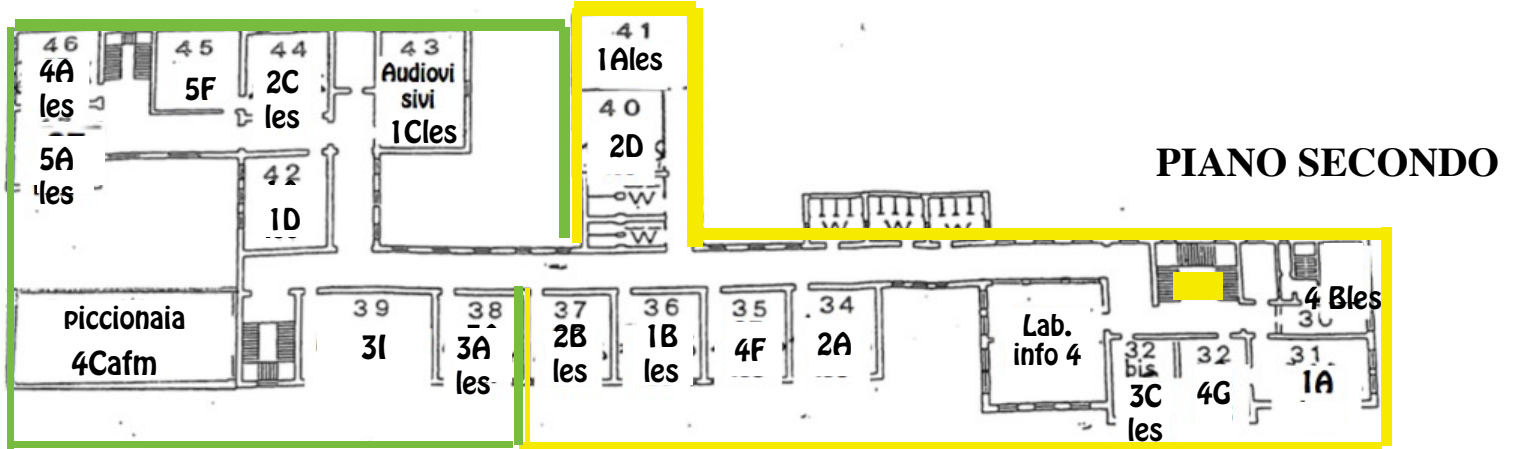 PIANO SECONDO
46
4A
les
5A
les
45
5F
44
2C
les
43
Audiovi
sivi
1Cles
42
1D
41
1Ales
40
2D
W
W
piccionaia
4Cafm
39
3I
38
3A
les
37
2B
les
36
1B
les
35
4F
34
2A
Lab.
info 4
32
bis
3C
les
32
4G
4 Bles
31
1A